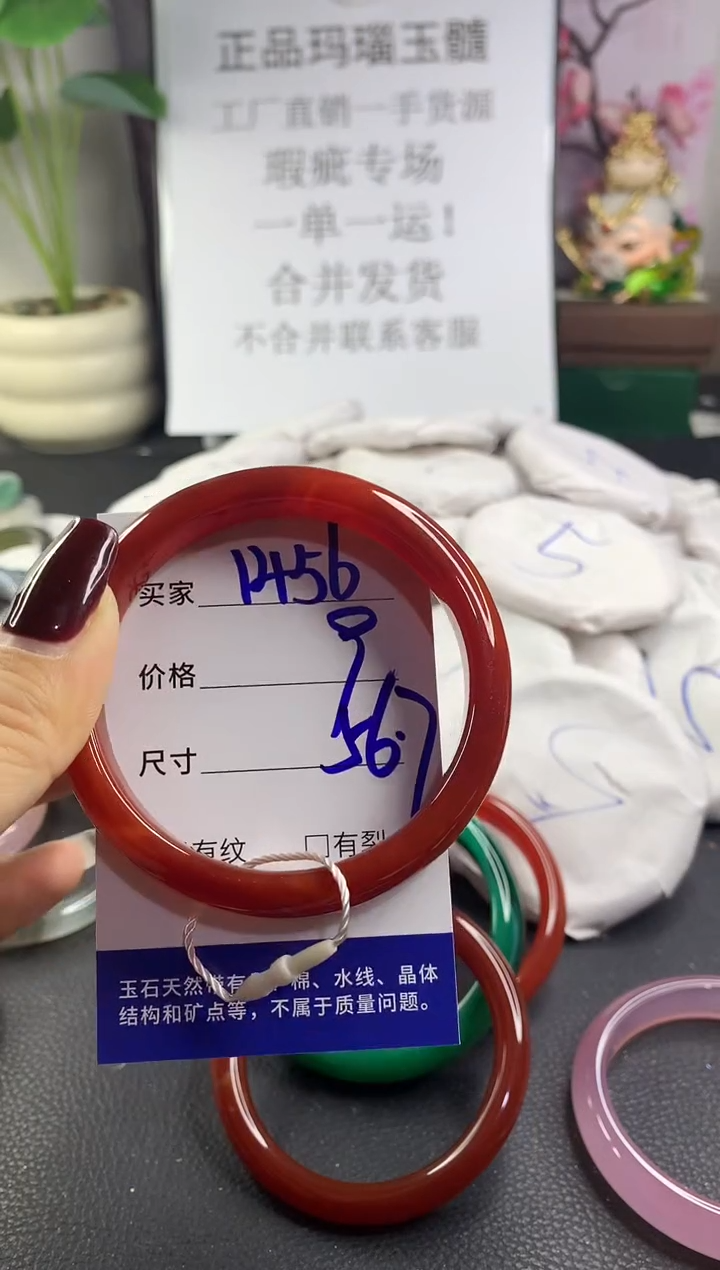 正品玛瑙玉髓
工厂直销一手货源
瑕疵专场
一单一运!
合并发货
不合并联系客服
5
买家 1456
号
价格
尺寸 56.7
有纹 □有裂
玉石天然带有 棉、水线、晶体
结构和矿点等，不属于质量问题。